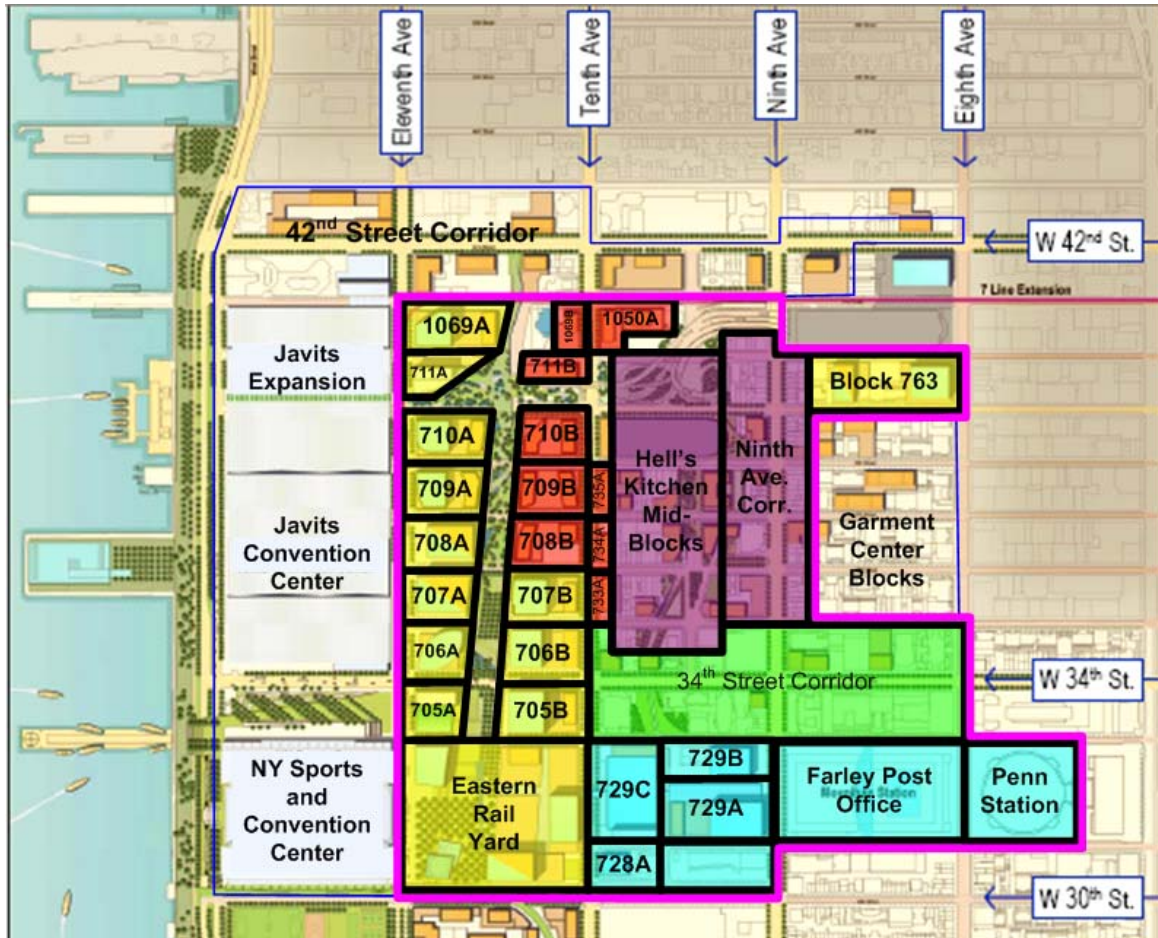 Eleventh Ave
Tenth Ave
Ninth Ave
Eighth Ave
42nd Street Corridor
W 42nd St.
7 Line Extension
1069A
1069B
1050A
Javits
Expansion
711A
711B
Block 763
710A
710B
Hell's
Kitchen
Mid-
Blocks
Ninth
Ave.
Corr.
709A
709B
735A
Javits
Convention
Center
708A
708B
734A
Garment
Center
Blocks
707A
707B
733A
706A
706B
34th Street Corridor
W 34th St.
705A
705B
NY Sports
and
Convention
Center
Eastern
Rail
Yard
729C
729B
729A
Farley Post
Office
Penn
Station
728A
W 30th St.